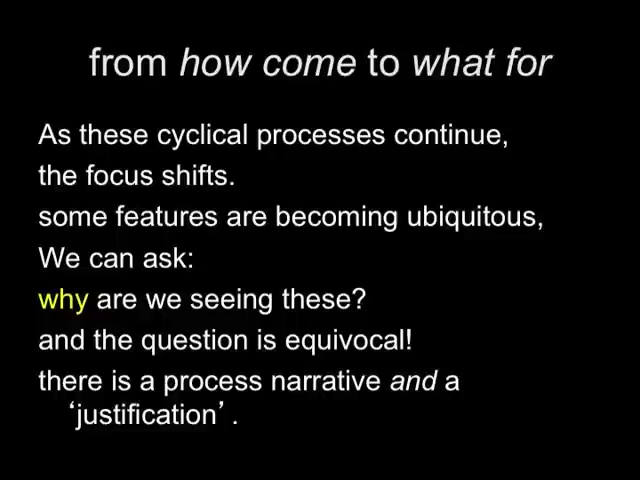 from how come to what for
As these cyclical processes continue,
the focus shifts.
some features are becoming ubiquitous,
We can ask:
why are we seeing these?
and the question is equivocal!
there is a process narrative and a
‘justification’.